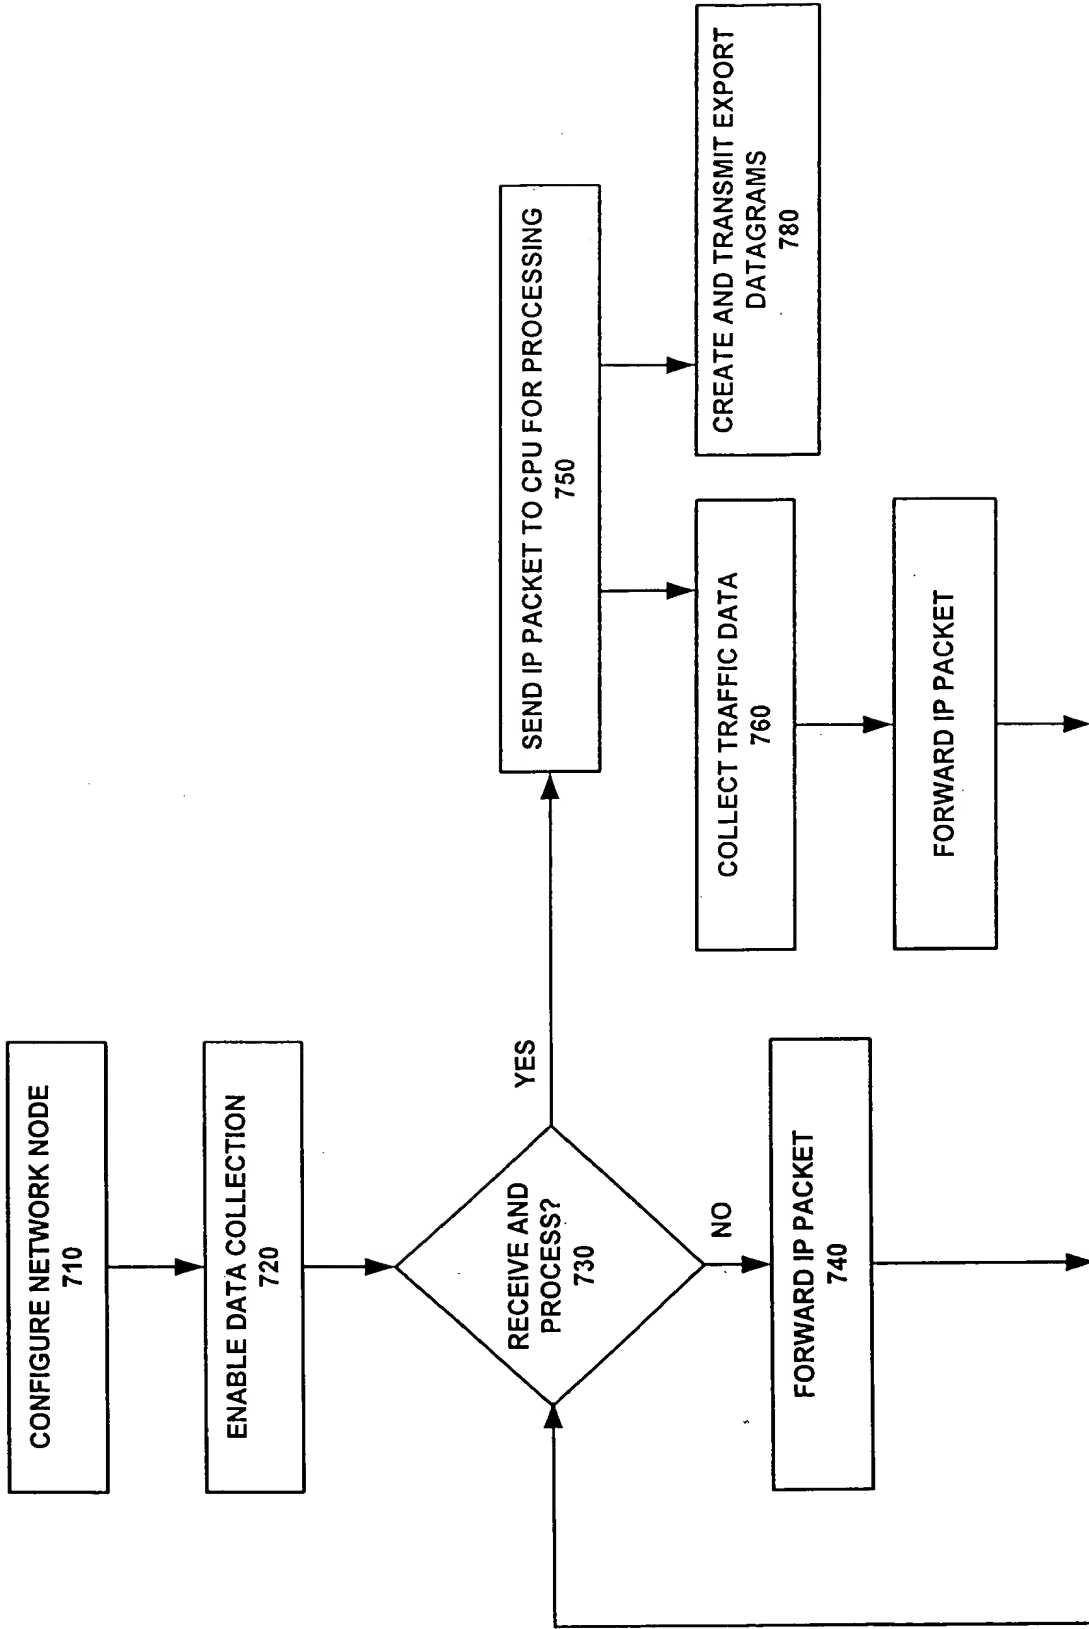 CONFIGURE NETWORK NODE
710
ENABLE DATA COLLECTION
720
RECEIVE AND
PROCESS?
730
YES
NO
FORWARD IP PACKET
740
SEND IP PACKET TO CPU FOR PROCESSING
750
COLLECT TRAFFIC DATA
760
FORWARD IP PACKET
CREATE AND TRANSMIT EXPORT
DATAGRAMS
780